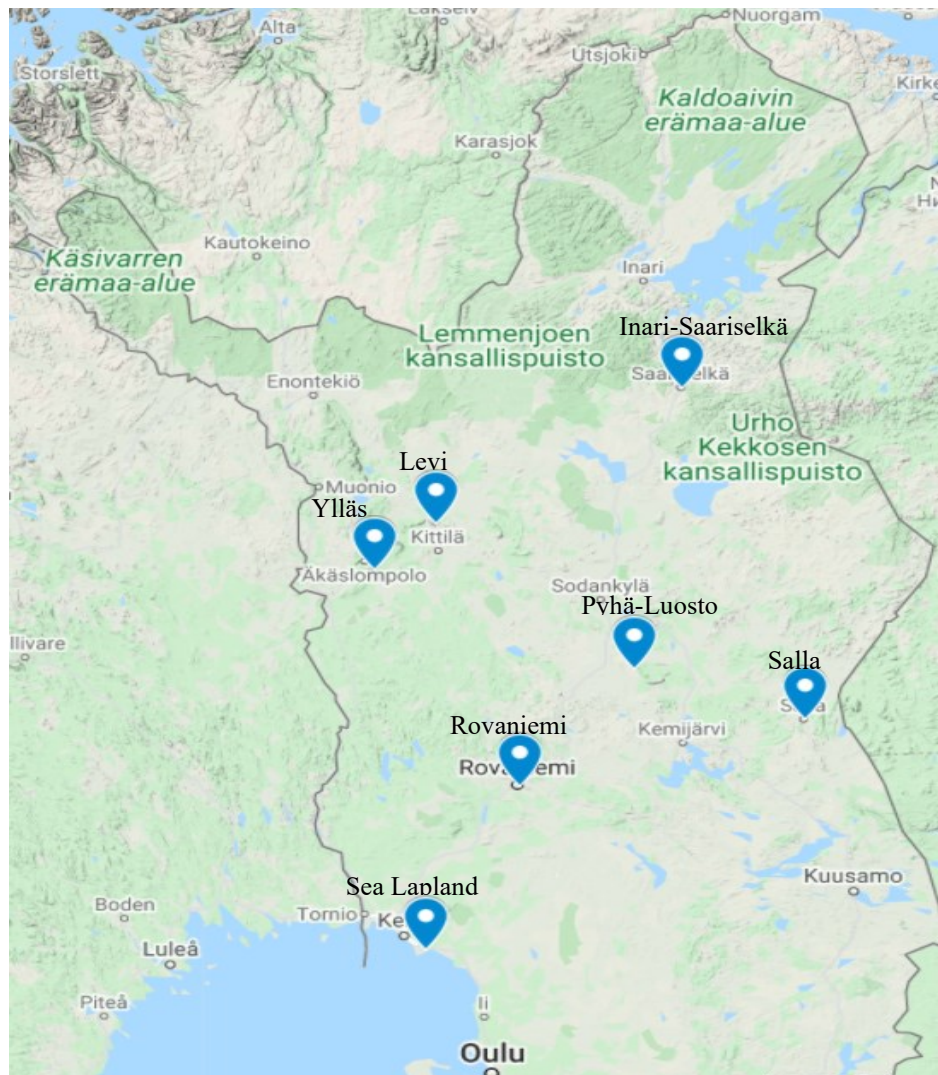 Lakselv
Nuorgam
Alta
Utsjoki
Storslett
Kirke
Kaldoaivin
erämaa-alue
Karasjok
Kautokeino
Käsivarren
erämaa-alue
Inari
Inari-Saariselkä
Lemmenjoen
kansallispuisto
Enontekiö
Urho
Kekkosen
kansallispuisto
Levi
Muonio
Ylläs
Kittilä
Äkäslompolo
Sodankylä
Pyhä-Luosto
llivare
Salla
Rovaniemi
Kemijärvi
Kuusamo
Sea Lapland
Boden
Tornio
Ke
Luleå
Piteå
Ii
Oulu